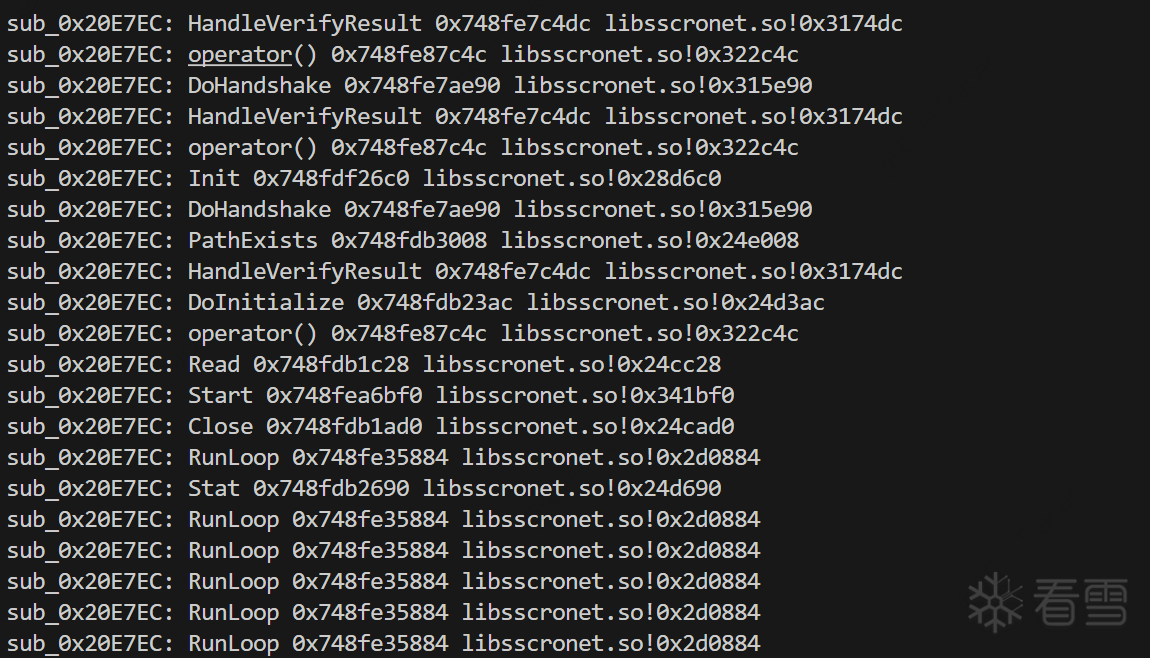 sub_0x20E7EC: HandleVerifyResult 0x748fe7c4dc libsscronet.so!0x3174dc
sub_0x20E7EC: operator() 0x748fe87c4c libsscronet.so!0x322c4c
sub_0x20E7EC: DoHandshake 0x748fe7ae90 libsscronet.so!0x315e90
sub_0x20E7EC: HandleVerifyResult 0x748fe7c4dc libsscronet.so!0x3174dc
sub_0x20E7EC: operator() 0x748fe87c4c libsscronet.so!0x322c4c
sub_0x20E7EC: Init 0x748fdf26c0 libsscronet.so!0x28d6c0
sub_0x20E7EC: DoHandshake 0x748fe7ae90 libsscronet.so!0x315e90
sub_0x20E7EC: PathExists 0x748fdb3008 libsscronet.so!0x24e008
sub_0x20E7EC: HandleVerifyResult 0x748fe7c4dc libsscronet.so!0x3174dc
sub_0x20E7EC: DoInitialize 0x748fdb23ac libsscronet.so!0x24d3ac
sub_0x20E7EC: operator() 0x748fe87c4c libsscronet.so!0x322c4c
sub_0x20E7EC: Read 0x748fdb1c28 libsscronet.so!0x24cc28
sub_0x20E7EC: Start 0x748fea6bf0 libsscronet.so!0x341bf0
sub_0x20E7EC: Close 0x748fdb1ad0 libsscronet.so!0x24cad0
sub_0x20E7EC: RunLoop 0x748fe35884 libsscronet.so!0x2d0884
sub_0x20E7EC: Stat 0x748fdb2690 libsscronet.so!0x24d690
sub_0x20E7EC: RunLoop 0x748fe35884 libsscronet.so!0x2d0884
sub_0x20E7EC: RunLoop 0x748fe35884 libsscronet.so!0x2d0884
sub_0x20E7EC: RunLoop 0x748fe35884 libsscronet.so!0x2d0884
sub_0x20E7EC: RunLoop 0x748fe35884 libsscronet.so!0x2d0884
sub_0x20E7EC: RunLoop 0x748fe35884 libsscronet.so!0x2d0884
看雪